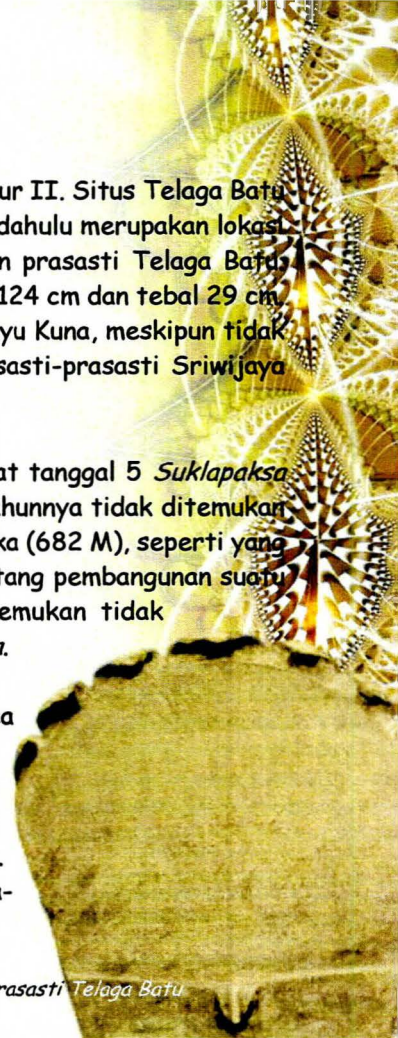 ur II. Situs Telaga Batu
dahulu merupakan lokasi
n prasasti Telaga Batu.
124 cm dan tebal 29 cm.
yu Kuna, meskipun tidak
sasti-prasasti Sriwijaya
at tanggal 5 Suklapaksa
hunnya tidak ditemukan
ka (682 M), seperti yang
tang pembangunan suatu
emukan tidak
a
a-
rasasti Telaga Batu